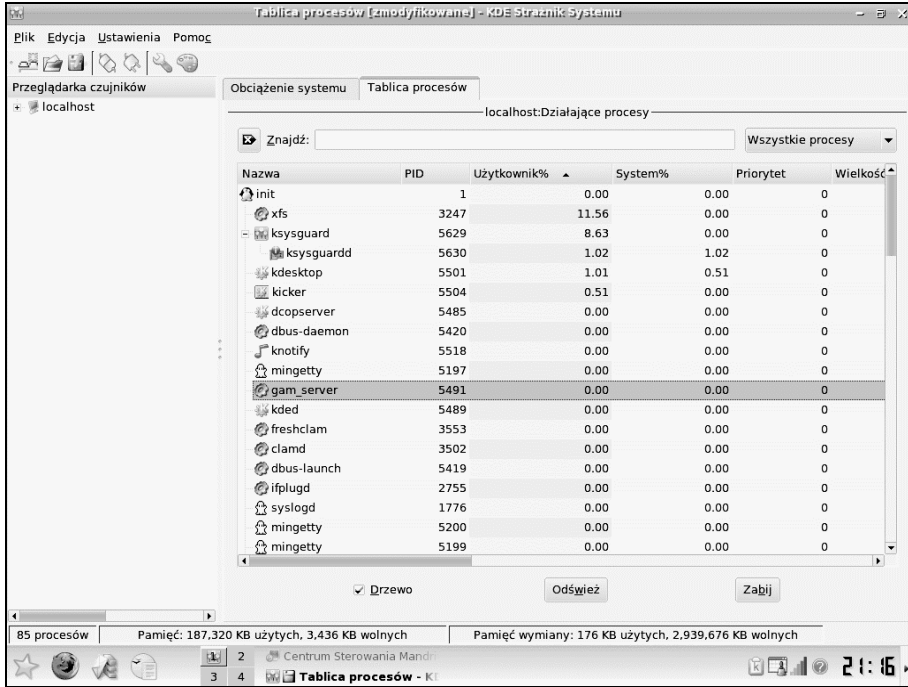 Tablica procesów [zmodyfikowane] - KDE Strażnik Systemu
Plik Edycja Ustawienia Pomoc
Przeglądarka czujników
localhost
Obciążenie systemu Tablica procesów
localhost:Działające procesy
Znajdź: Wszystkie procesy
Nazwa PID Użytkownik% System% Priorytet Wielkość
init 1 0.00 0.00 0
xfs 3247 11.56 0.00 0
ksysguard 5629 8.63 0.00 0
ksysguardd 5630 1.02 1.02 0
kdesktop 5501 1.01 0.51 0
kicker 5504 0.51 0.00 0
dcopserver 5485 0.00 0.00 0
dbus-daemon 5420 0.00 0.00 0
knotify 5518 0.00 0.00 0
mingetty 5197 0.00 0.00 0
gam_server 5491 0.00 0.00 0
kded 5489 0.00 0.00 0
freshclam 3553 0.00 0.00 0
clamd 3502 0.00 0.00 0
dbus-launch 5419 0.00 0.00 0
ifplugd 2755 0.00 0.00 0
syslogd 1776 0.00 0.00 0
mingetty 5200 0.00 0.00 0
mingetty 5199 0.00 0.00 0
Drzewo Odśwież Zabij
85 procesów Pamięć: 187,320 KB użytych, 3,436 KB wolnych Pamięć wymiany: 176 KB użytych, 2,939,676 KB wolnych
2 Centrum Sterowania Mandr
3 4 Tablica procesów - K
21:16